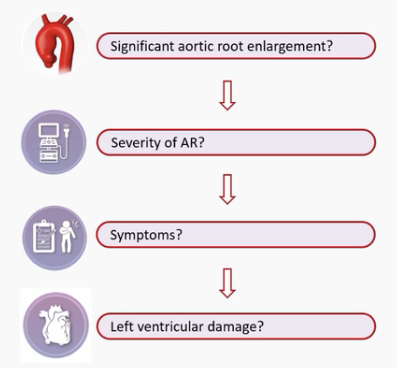 Significant aortic root enlargement?
Severity of AR?
Symptoms?
Left ventricular damage?